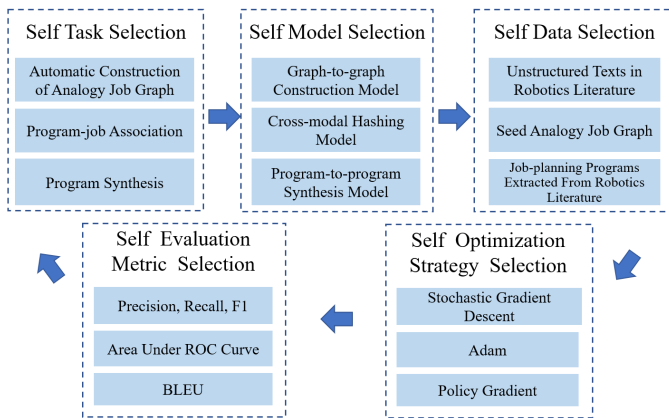 Self Task Selection
Automatic Construction
of Analogy Job Graph
Program-job Association
Program Synthesis
Self Model Selection
Graph-to-graph
Construction Model
Cross-modal Hashing
Model
Program-to-program
Synthesis Model
Self Data Selection
Unstructured Texts in
Robotics Literature
Seed Analogy Job Graph
Job-planning Programs
Extracted From Robotics
Literature
Self Evaluation
Metric Selection
Precision, Recall, F1
Area Under ROC Curve
BLEU
Self Optimization
Strategy Selection
Stochastic Gradient
Descent
Adam
Policy Gradient